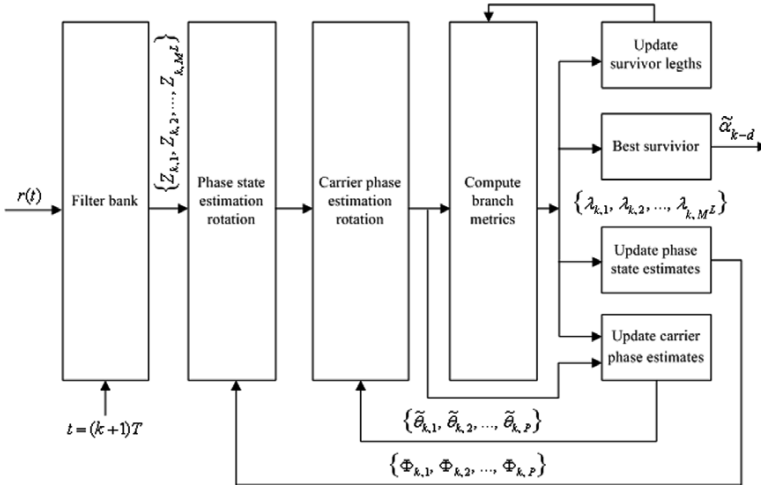 r(t)
Filter bank
t=(k+1)T
{Z_{k,1}, Z_{k,2}, ..., Z_{k,M^L}}
Phase state
estimation
rotation
Carrier phase
estimation
rotation
Compute
branch
metrics
Update
survivor legths
Best survivior
α̃_{k-d}
{λ_{k,1}, λ_{k,2}, ..., λ_{k,M^L}}
Update phase
state estimates
Update carrier
phase estimates
{θ̃_{k,1}, θ̃_{k,2}, ..., θ̃_{k,P}}
{Φ_{k,1}, Φ_{k,2}, ..., Φ_{k,P}}